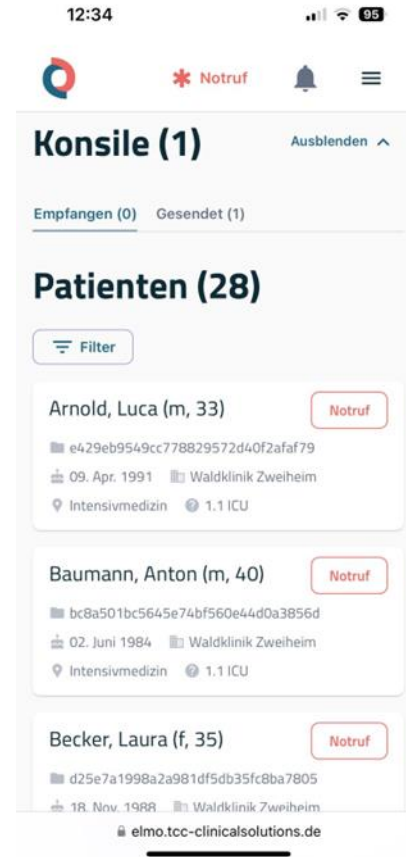 12:34 95
Notruf
Konsile (1) Ausblenden
Empfangen (0) Gesendet (1)
Patienten (28)
Filter
Arnold, Luca (m, 33) Notruf
e429eb9549cc778829572d40f2afaf79
09. Apr. 1991 Waldklinik Zweiheim
Intensivmedizin 1.1 ICU
Baumann, Anton (m, 40) Notruf
bc8a501bc5645e74bf560e44d0a3856d
02. Juni 1984 Waldklinik Zweiheim
Intensivmedizin 1.1 ICU
Becker, Laura (f, 35) Notruf
d25e7a1998a2a981df5db35fc8ba7805
18. Nov. 1988 Waldklinik Zweiheim
elmo.tcc-clinicalsolutions.de